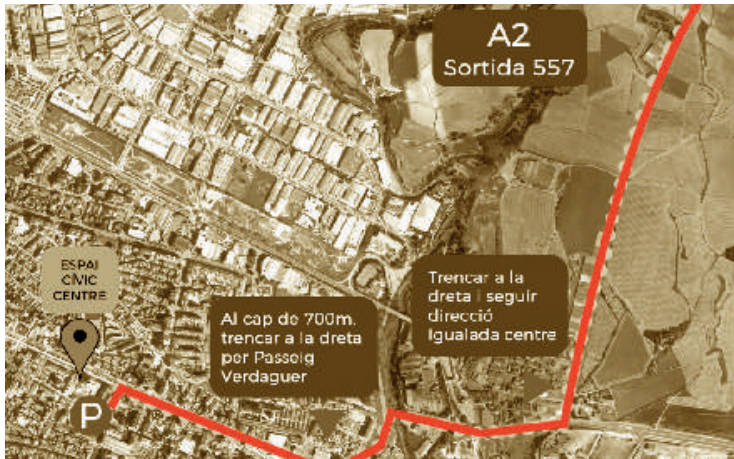 A2
Sortida 557
ESPAI
CÍVIC
CENTRE
Trencar a la
dreta i seguir
direcció
Igualada centre
Al cap de 700m.
trencar a la dreta
per Passeig
Verdaguer
P